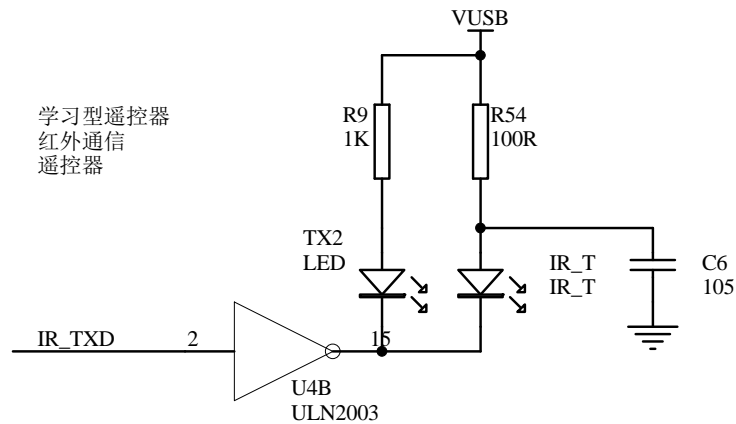 VUSB
学习型遥控器
红外通信
遥控器
R9
1K
R54
100R
TX2
LED
IR_T
IR_T
C6
105
IR_TXD
2
15
U4B
ULN2003